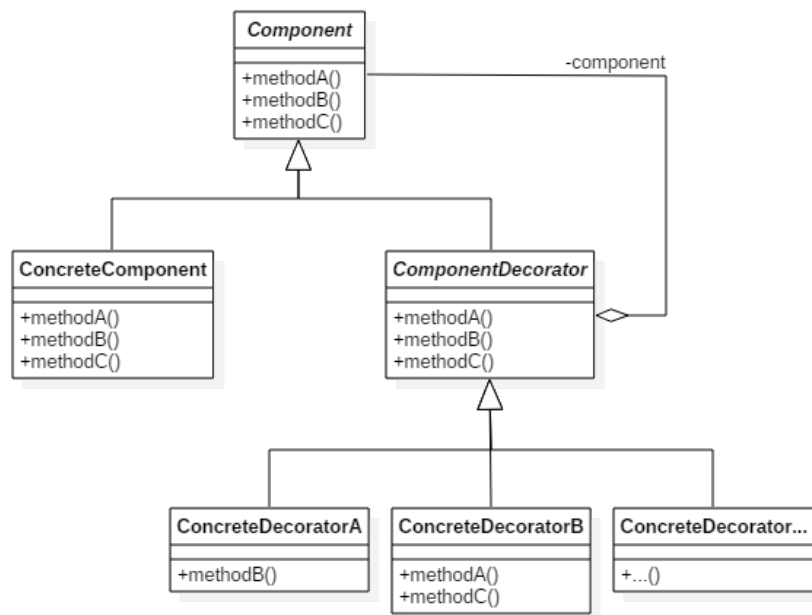 Component
+methodA()
+methodB()
+methodC()
-component
ConcreteComponent
+methodA()
+methodB()
+methodC()
ComponentDecorator
+methodA()
+methodB()
+methodC()
ConcreteDecoratorA
+methodB()
ConcreteDecoratorB
+methodA()
+methodC()
ConcreteDecorator...
+...()